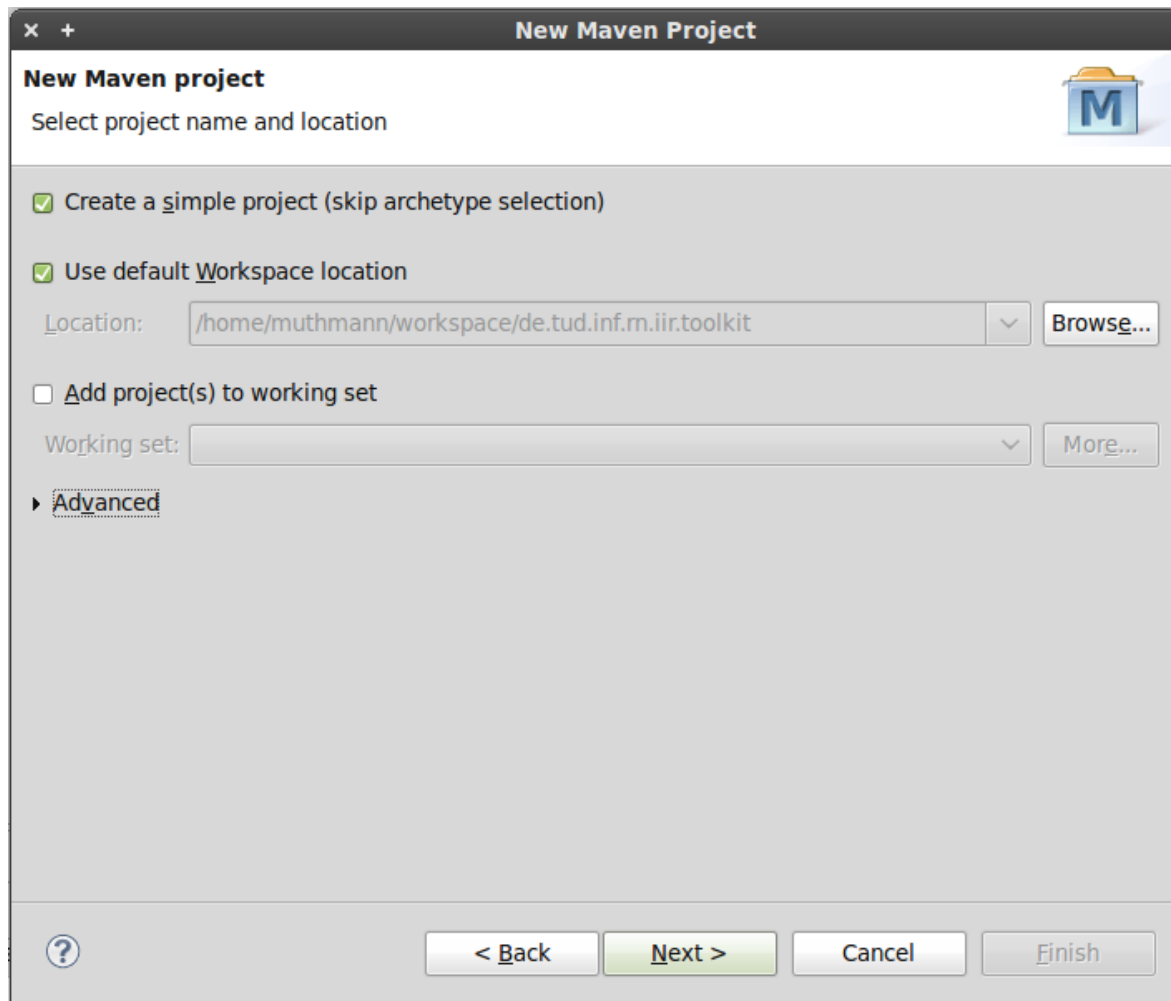 New Maven Project
New Maven project
Select project name and location
M
Create a simple project (skip archetype selection)
Use default Workspace location
Location: /home/muthmann/workspace/de.tud.inf.rn.iir.toolkit Browse...
Add project(s) to working set
Working set: More...
Advanced
? < Back Next > Cancel Finish